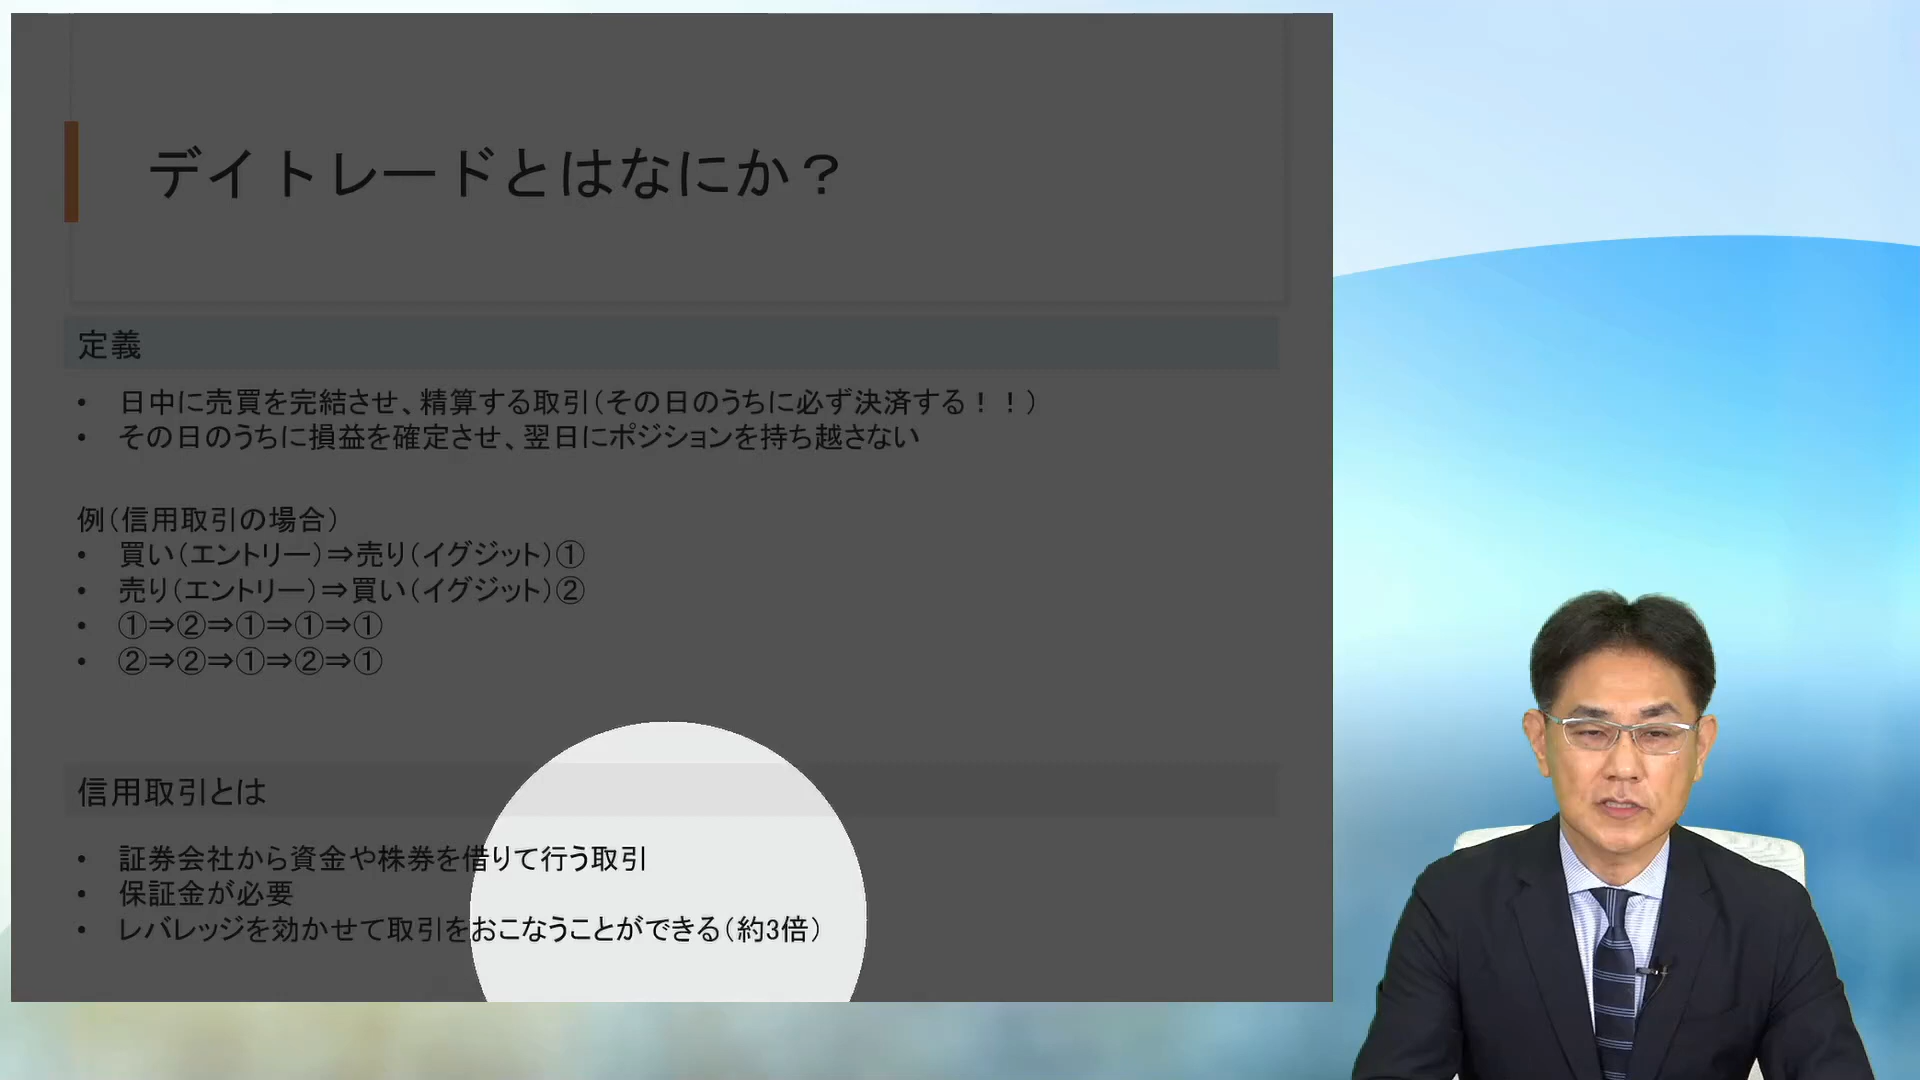 デイトレードとはなにか？
定義
• 日中に売買を完結させ、精算する取引（その日のうちに必ず決済する！！）
• その日のうちに損益を確定させ、翌日にポジションを持ち越さない
例（信用取引の場合）
• 買い（エントリー）⇒売り（イグジット）①
• 売り（エントリー）⇒買い（イグジット）②
• ①⇒②⇒①⇒①⇒①
• ②⇒②⇒①⇒②⇒①
信用取引とは
• 証券会社から資金や株券を借りて行う取引
• 保証金が必要
• レバレッジを効かせて取引をおこなうことができる（約3倍）